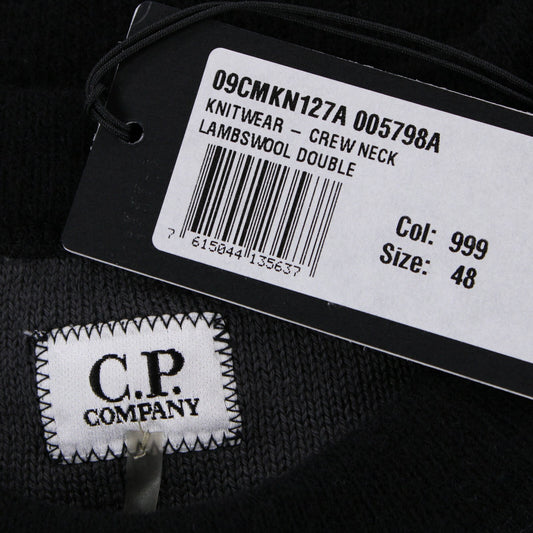 09CMKN127A 005798A
KNITWEAR - CREW NECK
LAMBSWOOL DOUBLE
7 615044 135637
Col: 999
Size: 48
C.P.
COMPANY